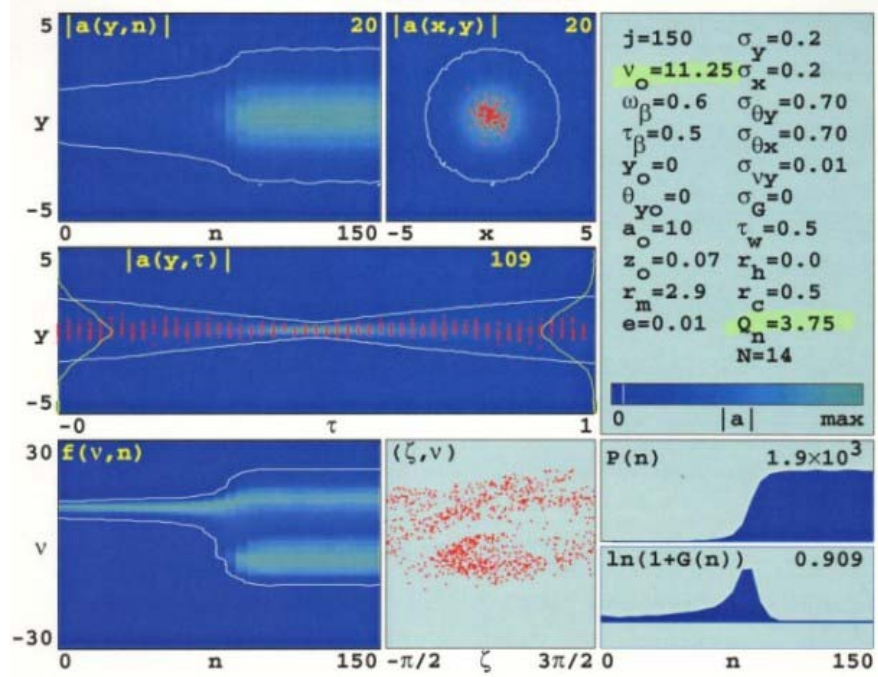 5 |a(y,n)| 20
y
-5
0 n 150
|a(x,y)| 20
-5 x 5
5 |a(y,τ)| 109
y
-5
-0 τ 1
30 f(ν,n)
ν
-30
0 n 150
(ζ,ν)
-π/2 ζ 3π/2
j=150 σy=0.2
νo=11.25 σx=0.2
ωβ=0.6 σθy=0.70
τβ=0.5 σθx=0.70
yo=0 σνy=0.01
θyo=0 σG=0
ao=10 τw=0.5
zo=0.07 rh=0.0
rm=2.9 rc=0.5
e=0.01 Qn=3.75
N=14
0 |a| max
P(n) 1.9×10³
ln(1+G(n)) 0.909
0 n 150